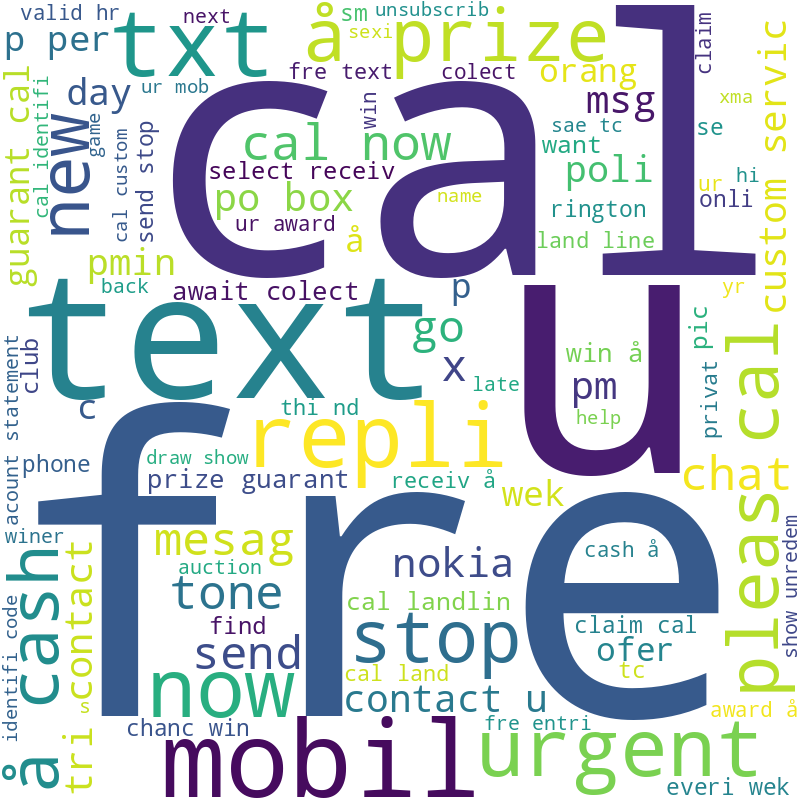 valid hr
next
sm
unsubscrib
p per
txt
å
prize
sexi
claim
cal
fre text
colect
orang
custom servic
guarant cal
cal identifi
day
ur mob
win
msg
xma
new
game
cal custom
send stop
cal now
sae tc
se
want
select receiv
poli
hi
po box
name
ur
onli
ur award
rington
å
land line
pmin
back
await colect
p
yr
text
u
go
pic
acount statement
club
x
win å
privat
pleas cal
late
pm
c
thi nd
repli
help
phone
draw show
prize guarant
receiv å
chat
fre
wek
winer
mesag
nokia
cash å
show unredem
å cash
tri
contact
auction
tone
cal landlin
stop
claim cal
find
send
ofer
identifi code
cal land
tc
now
contact u
s
award å
chanc win
fre entri
mobil
urgent
everi wek